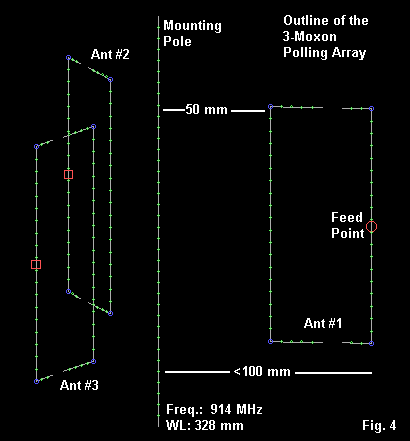 Mounting
Pole
Outline of the
3-Moxon
Polling Array
Ant #2
50 mm
Feed
Point
Ant #1
<100 mm
Ant #3
Freq.: 914 MHz
WL: 328 mm
Fig. 4